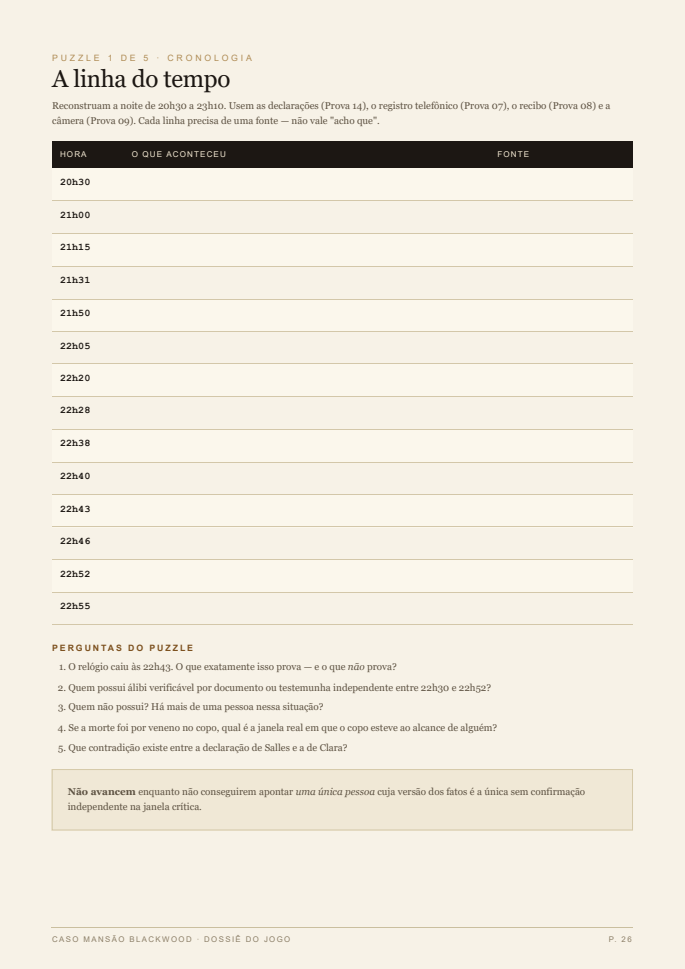 PUZZLE 1 DE 5 · CRONOLOGIA
A linha do tempo
Reconstruam a noite de 20h30 a 23h10. Usem as declarações (Prova 14), o registro telefônico (Prova 07), o recibo (Prova 08) e a
câmera (Prova 09). Cada linha precisa de uma fonte — não vale "acho que".
HORA O QUE ACONTECEU FONTE
20h30
21h00
21h15
21h31
21h50
22h05
22h20
22h28
22h38
22h40
22h43
22h46
22h52
22h55
PERGUNTAS DO PUZZLE
1. O relógio caiu às 22h43. O que exatamente isso prova — e o que não prova?
2. Quem possui álibi verificável por documento ou testemunha independente entre 22h30 e 22h52?
3. Quem não possui? Há mais de uma pessoa nessa situação?
4. Se a morte foi por veneno no copo, qual é a janela real em que o copo esteve ao alcance de alguém?
5. Que contradição existe entre a declaração de Salles e a de Clara?
Não avancem enquanto não conseguirem apontar uma única pessoa cuja versão dos fatos é a única sem confirmação
independente na janela crítica.
CASO MANSÃO BLACKWOOD · DOSSIÊ DO JOGO P. 26